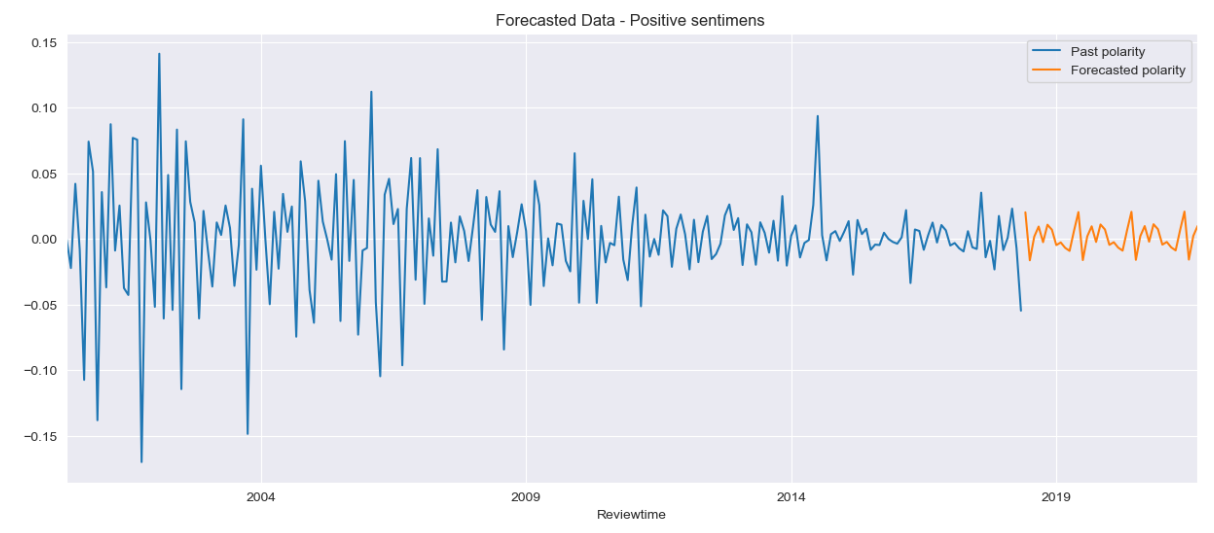 Forecasted Data - Positive sentimens
0.15
0.10
0.05
0.00
−0.05
−0.10
−0.15
Past polarity
Forecasted polarity
2004
2009
2014
2019
Reviewtime